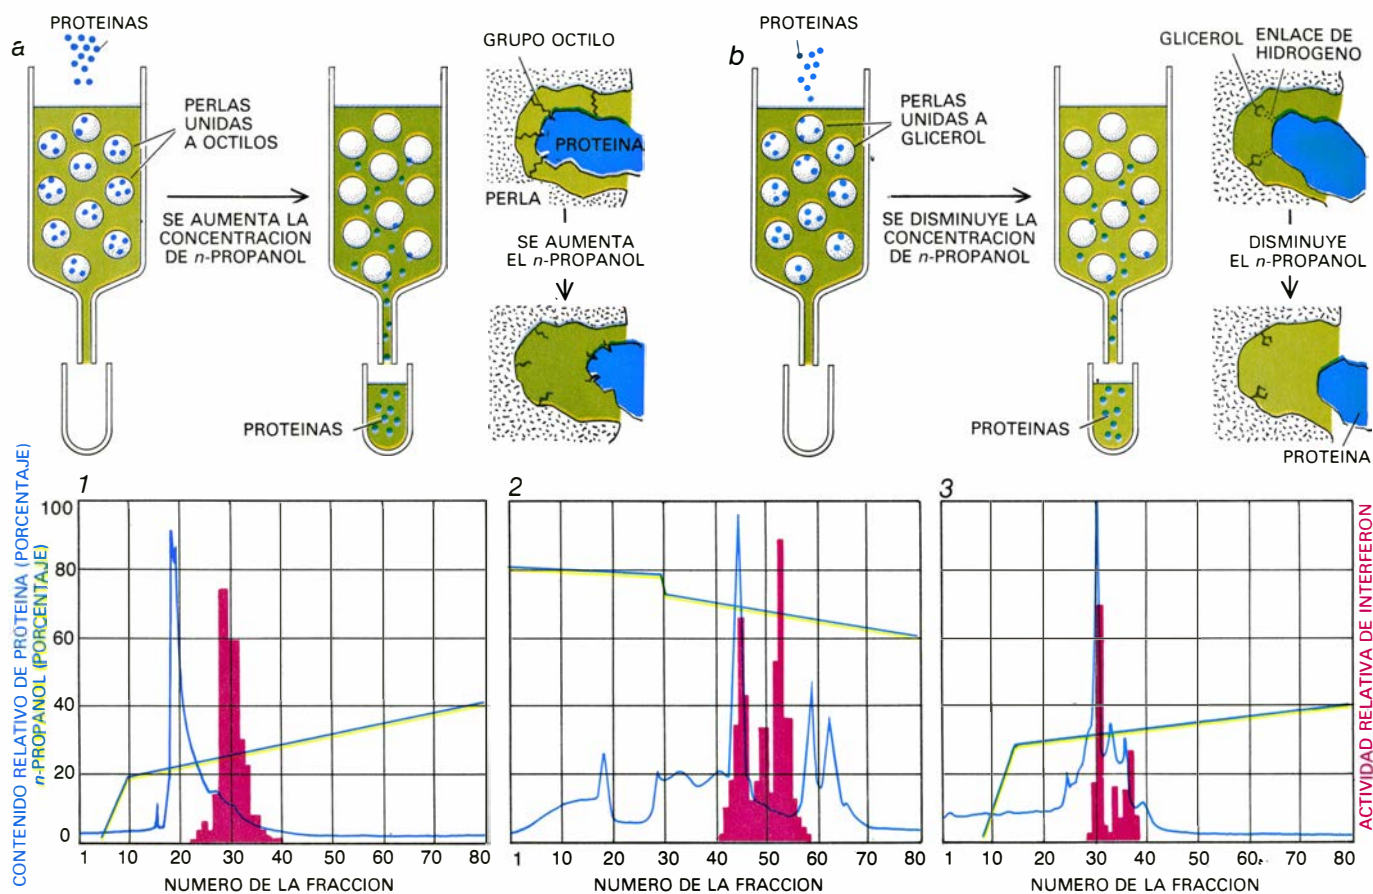 a
PROTEINAS
PERLAS
UNIDAS
A OCTILOS
SE AUMENTA LA
CONCENTRACION
DE n-PROPANOL
PROTEINAS
GRUPO OCTILO
PROTEINA
PERLA
SE AUMENTA
EL n-PROPANOL
b
PROTEINAS
PERLAS
UNIDAS A
GLICEROL
SE DISMINUYE LA
CONCENTRACION
DE n-PROPANOL
PROTEINAS
GLICEROL
ENLACE DE
HIDROGENO
DISMINUYE
EL n-PROPANOL
PROTEINA
CONTENIDO RELATIVO DE PROTEINA (PORCENTAJE)
n-PROPANOL (PORCENTAJE)
1
100
80
60
40
20
0
1 10 20 30 40 50 60 70 80
NUMERO DE LA FRACCION
2
1 10 20 30 40 50 60 70 80
NUMERO DE LA FRACCION
3
1 10 20 30 40 50 60 70 80
NUMERO DE LA FRACCION
ACTIVIDAD RELATIVA DE INTERFERON